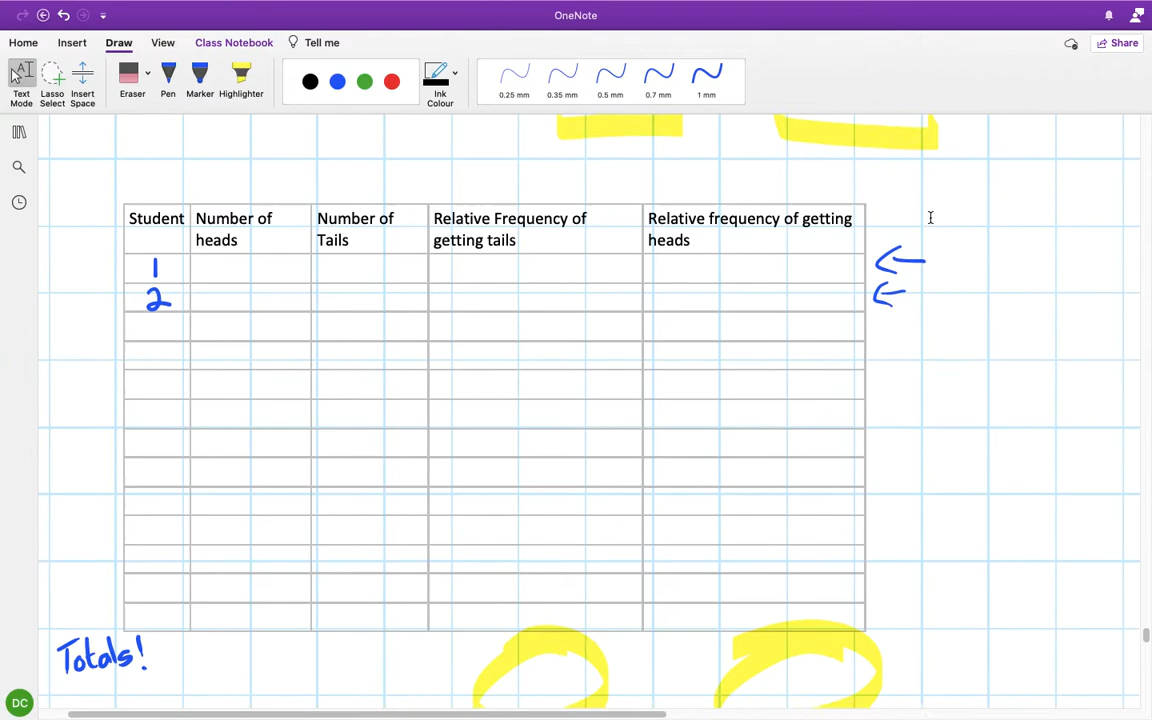 OneNote
Home Insert Draw View Class Notebook Tell me Share
Text Mode
Lasso Select
Insert Space
Eraser
Pen
Marker
Highlighter
Ink Colour
0.25 mm 0.35 mm 0.5 mm 0.7 mm 1 mm
Student
Number of heads
Number of Tails
Relative Frequency of getting tails
Relative frequency of getting heads
1
2
Totals!
DC